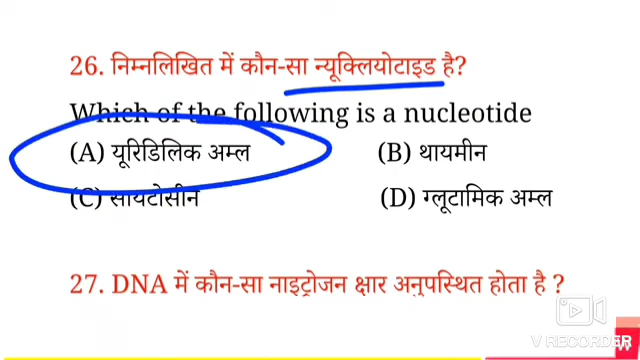 26. निम्नलिखित में कौन-सा न्यूक्लियोटाइड है?
Which of the following is a nucleotide
(A) यूरिडिलिक अम्ल (B) थायमीन
(C) सायटोसीन (D) ग्लूटामिक अम्ल
27. DNA में कौन-सा नाइट्रोजन क्षार अनुपस्थित होता है ?
V RECORDER